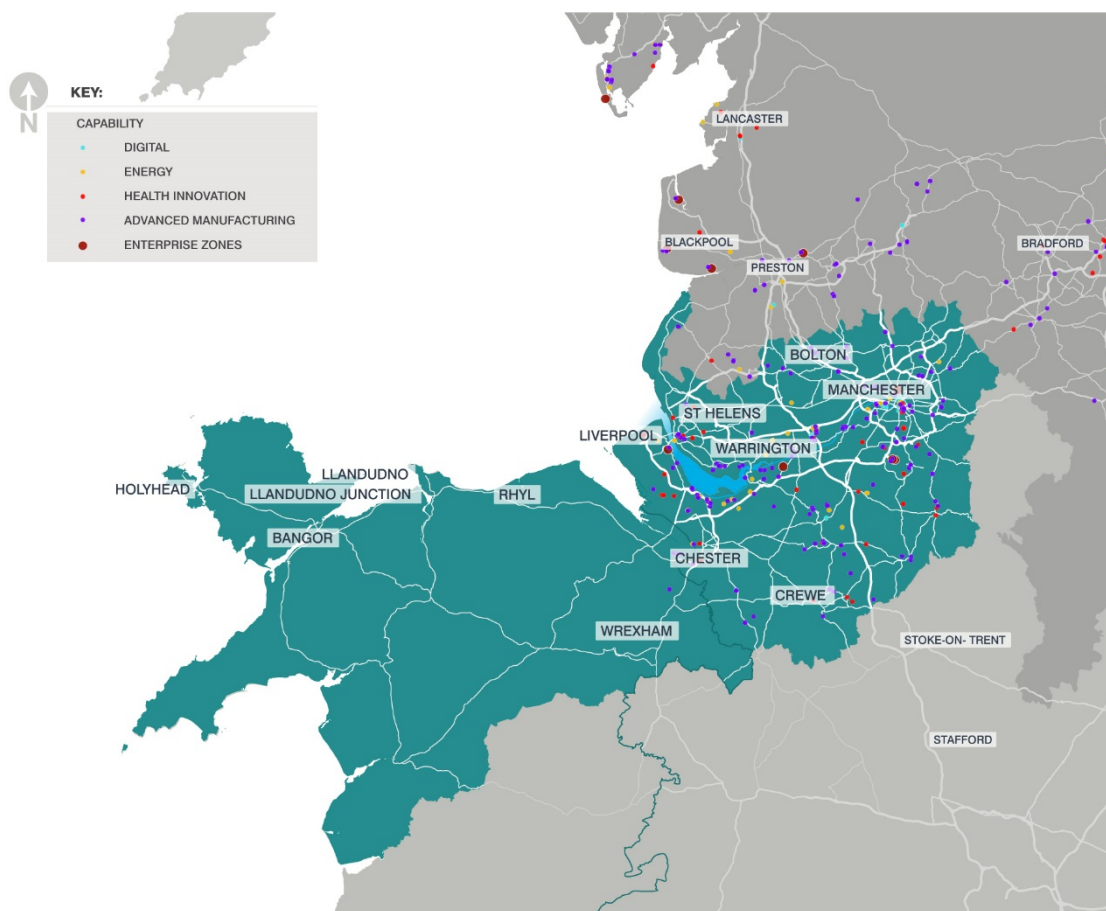 KEY:
N
CAPABILITY
DIGITAL
ENERGY
HEALTH INNOVATION
ADVANCED MANUFACTURING
ENTERPRISE ZONES
LANCASTER
BLACKPOOL
BRADFORD
PRESTON
BOLTON
MANCHESTER
ST HELENS
LIVERPOOL
WARRINGTON
LLANDUDNO
HOLYHEAD
LLANDUDNO JUNCTION
RHYL
BANGOR
CHESTER
CREWE
WREXHAM
STOKE-ON- TRENT
STAFFORD